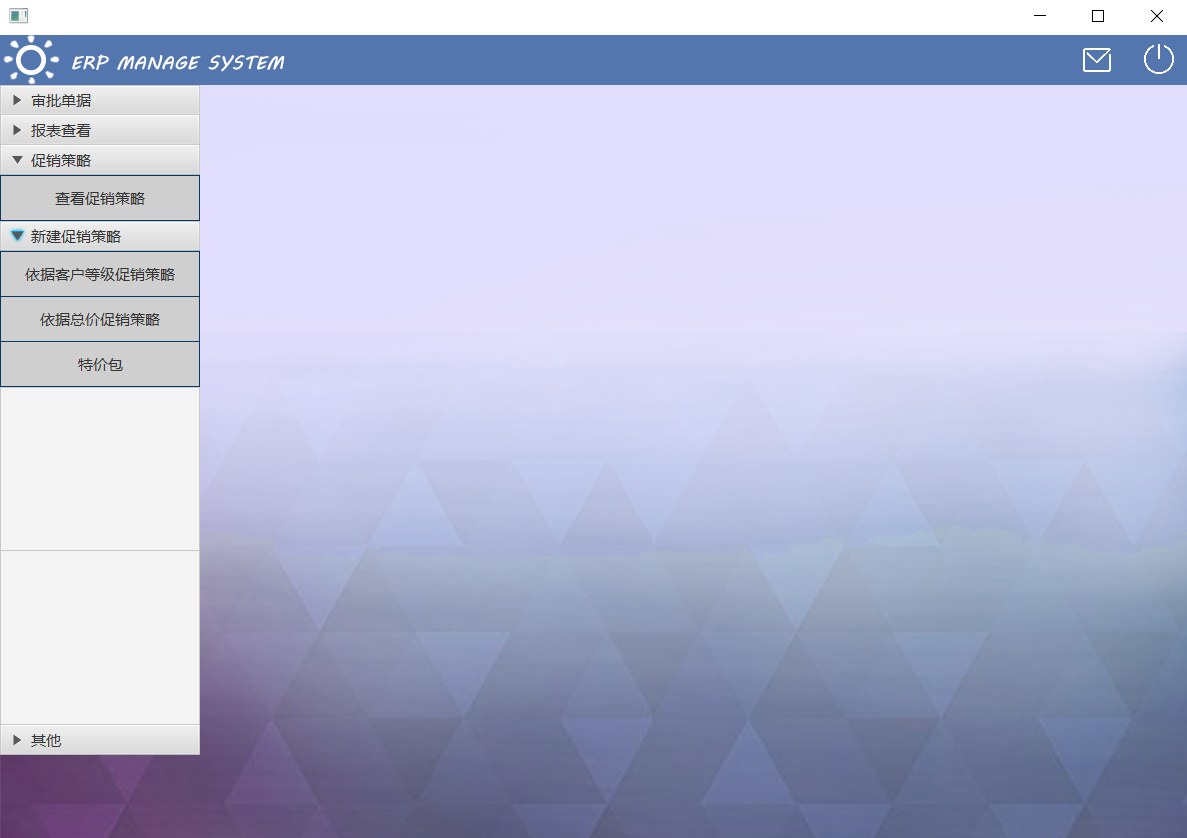 ERP MANAGE SYSTEM
审批单据
报表查看
促销策略
查看促销策略
新建促销策略
依据客户等级促销策略
依据总价促销策略
特价包
其他